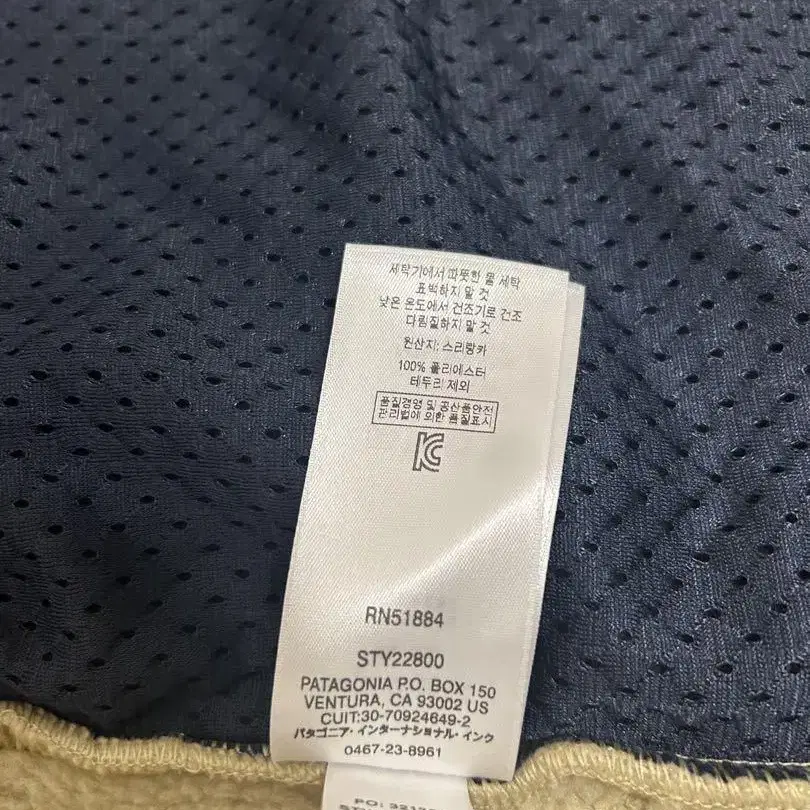 세탁기에서 따뜻한 물 세탁
표백하지 말 것
낮은 온도에서 건조기로 건조
다림질하지 말 것
원산지: 스리랑카
100% 폴리에스터
테두리 제외
품질경영 및 공산품안전
관리법에 의한 품질표시
RN51884
STY22800
PATAGONIA P.O. BOX 150
VENTURA, CA 93002 US
CUIT:30-70924649-2
パタゴニア・インターナショナル・インク
0467-23-8961